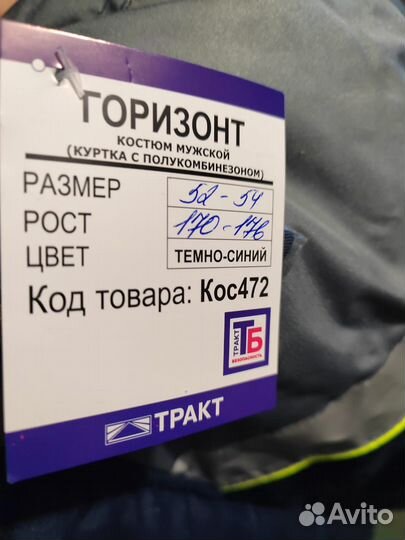 ГОРИЗОНТ
КОСТЮМ МУЖСКОЙ
(КУРТКА С ПОЛУКОМБИНЕЗОНОМ)
РАЗМЕР 52-54
РОСТ 170-176
ЦВЕТ ТЕМНО-СИНИЙ
Код товара: Кос472
ТРАКТ
ТБ
БЕЗОПАСНОСТЬ
ТРАКТ
Avito